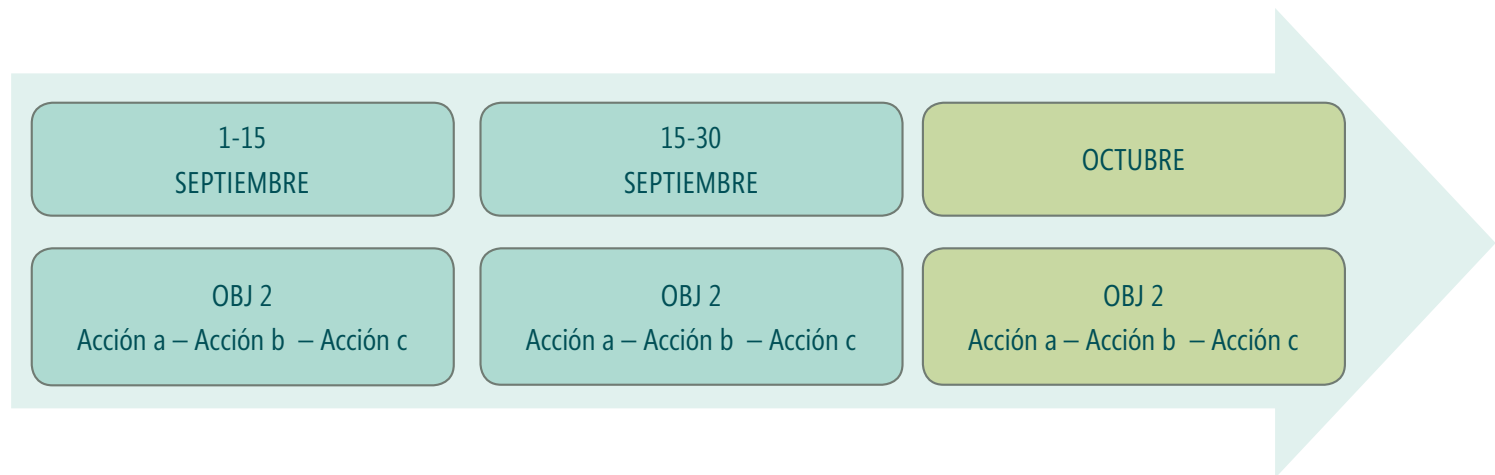 1-15
SEPTIEMBRE
15-30
SEPTIEMBRE
OCTUBRE
OBJ 2
Acción a – Acción b – Acción c
OBJ 2
Acción a – Acción b – Acción c
OBJ 2
Acción a – Acción b – Acción c